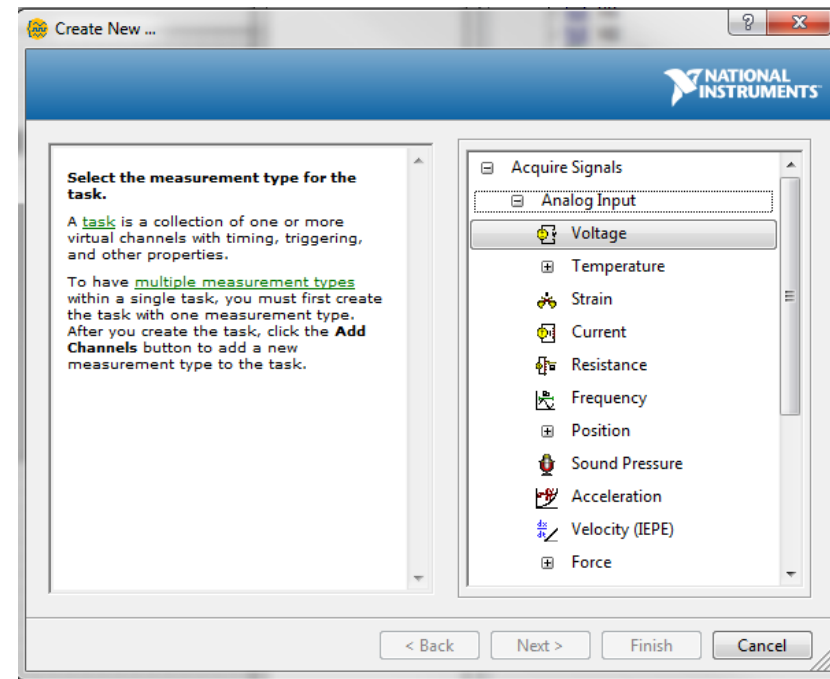 Create New ...
NATIONAL
INSTRUMENTS
Select the measurement type for the
task.
A task is a collection of one or more
virtual channels with timing, triggering,
and other properties.
To have multiple measurement types
within a single task, you must first create
the task with one measurement type.
After you create the task, click the Add
Channels button to add a new
measurement type to the task.
Acquire Signals
Analog Input
Voltage
Temperature
Strain
Current
Resistance
Frequency
Position
Sound Pressure
Acceleration
Velocity (IEPE)
Force
< Back
Next >
Finish
Cancel